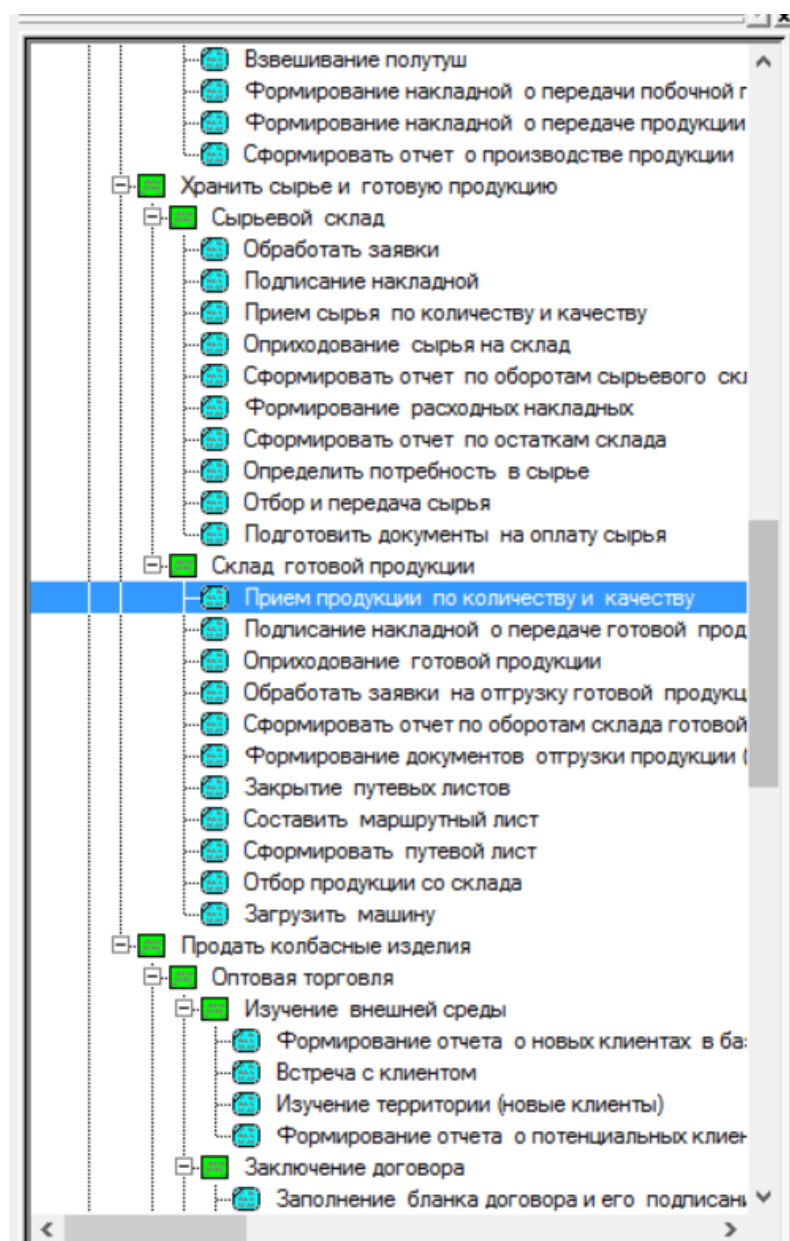 Взвешивание полутуш
Формирование накладной о передачи побочной г
Формирование накладной о передаче продукции
Сформировать отчет о производстве продукции
Хранить сырье и готовую продукцию
Сырьевой склад
Обработать заявки
Подписание накладной
Прием сырья по количеству и качеству
Оприходование сырья на склад
Сформировать отчет по оборотам сырьевого скл
Формирование расходных накладных
Сформировать отчет по остаткам склада
Определить потребность в сырье
Отбор и передача сырья
Подготовить документы на оплату сырья
Склад готовой продукции
Прием продукции по количеству и качеству
Подписание накладной о передаче готовой прод
Оприходование готовой продукции
Обработать заявки на отгрузку готовой продукц
Сформировать отчет по оборотам склада готовой
Формирование документов отгрузки продукции (
Закрытие путевых листов
Составить маршрутный лист
Сформировать путевой лист
Отбор продукции со склада
Загрузить машину
Продать колбасные изделия
Оптовая торговля
Изучение внешней среды
Формирование отчета о новых клиентах в ба
Встреча с клиентом
Изучение территории (новые клиенты)
Формирование отчета о потенциальных клиен
Заключение договора
Заполнение бланка договора и его подписани